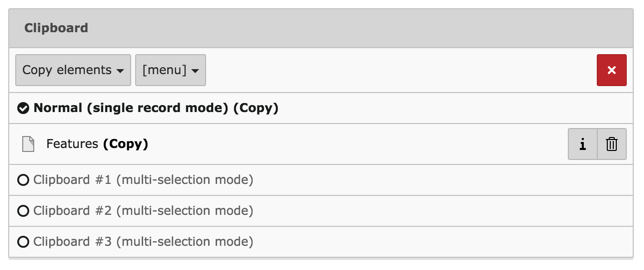 Clipboard
Copy elements [menu]
Normal (single record mode) (Copy)
Features (Copy)
Clipboard #1 (multi-selection mode)
Clipboard #2 (multi-selection mode)
Clipboard #3 (multi-selection mode)